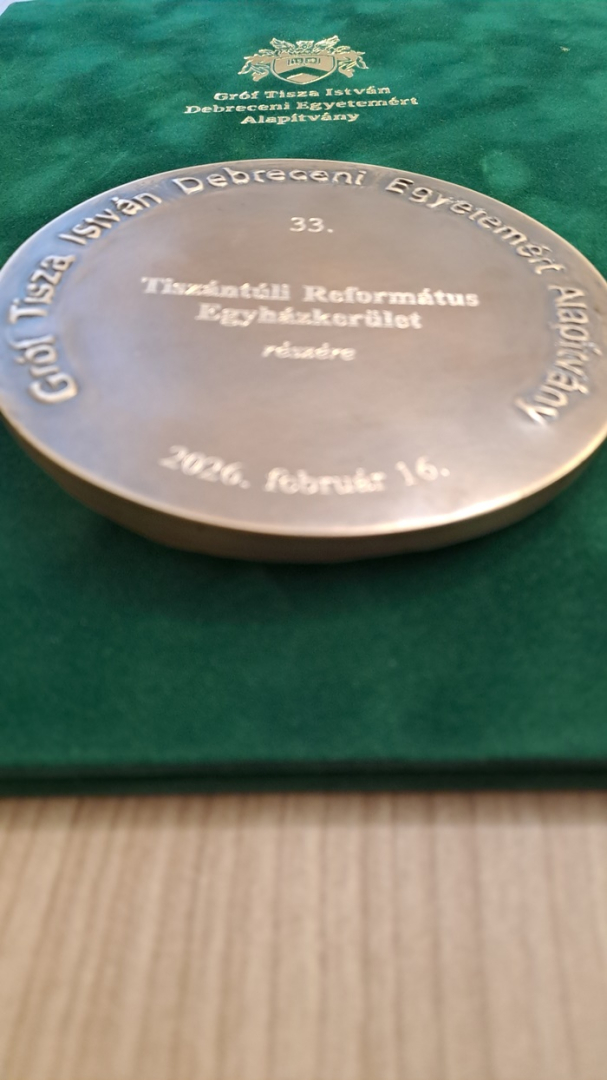 Gróf Tisza István
Debreceni Egyetemért
Alapítvány
Gróf Tisza István Debreceni Egyetemért Alapítvány
33.
Tiszántúli Református
Egyházkerület
részére
2026. február 16.